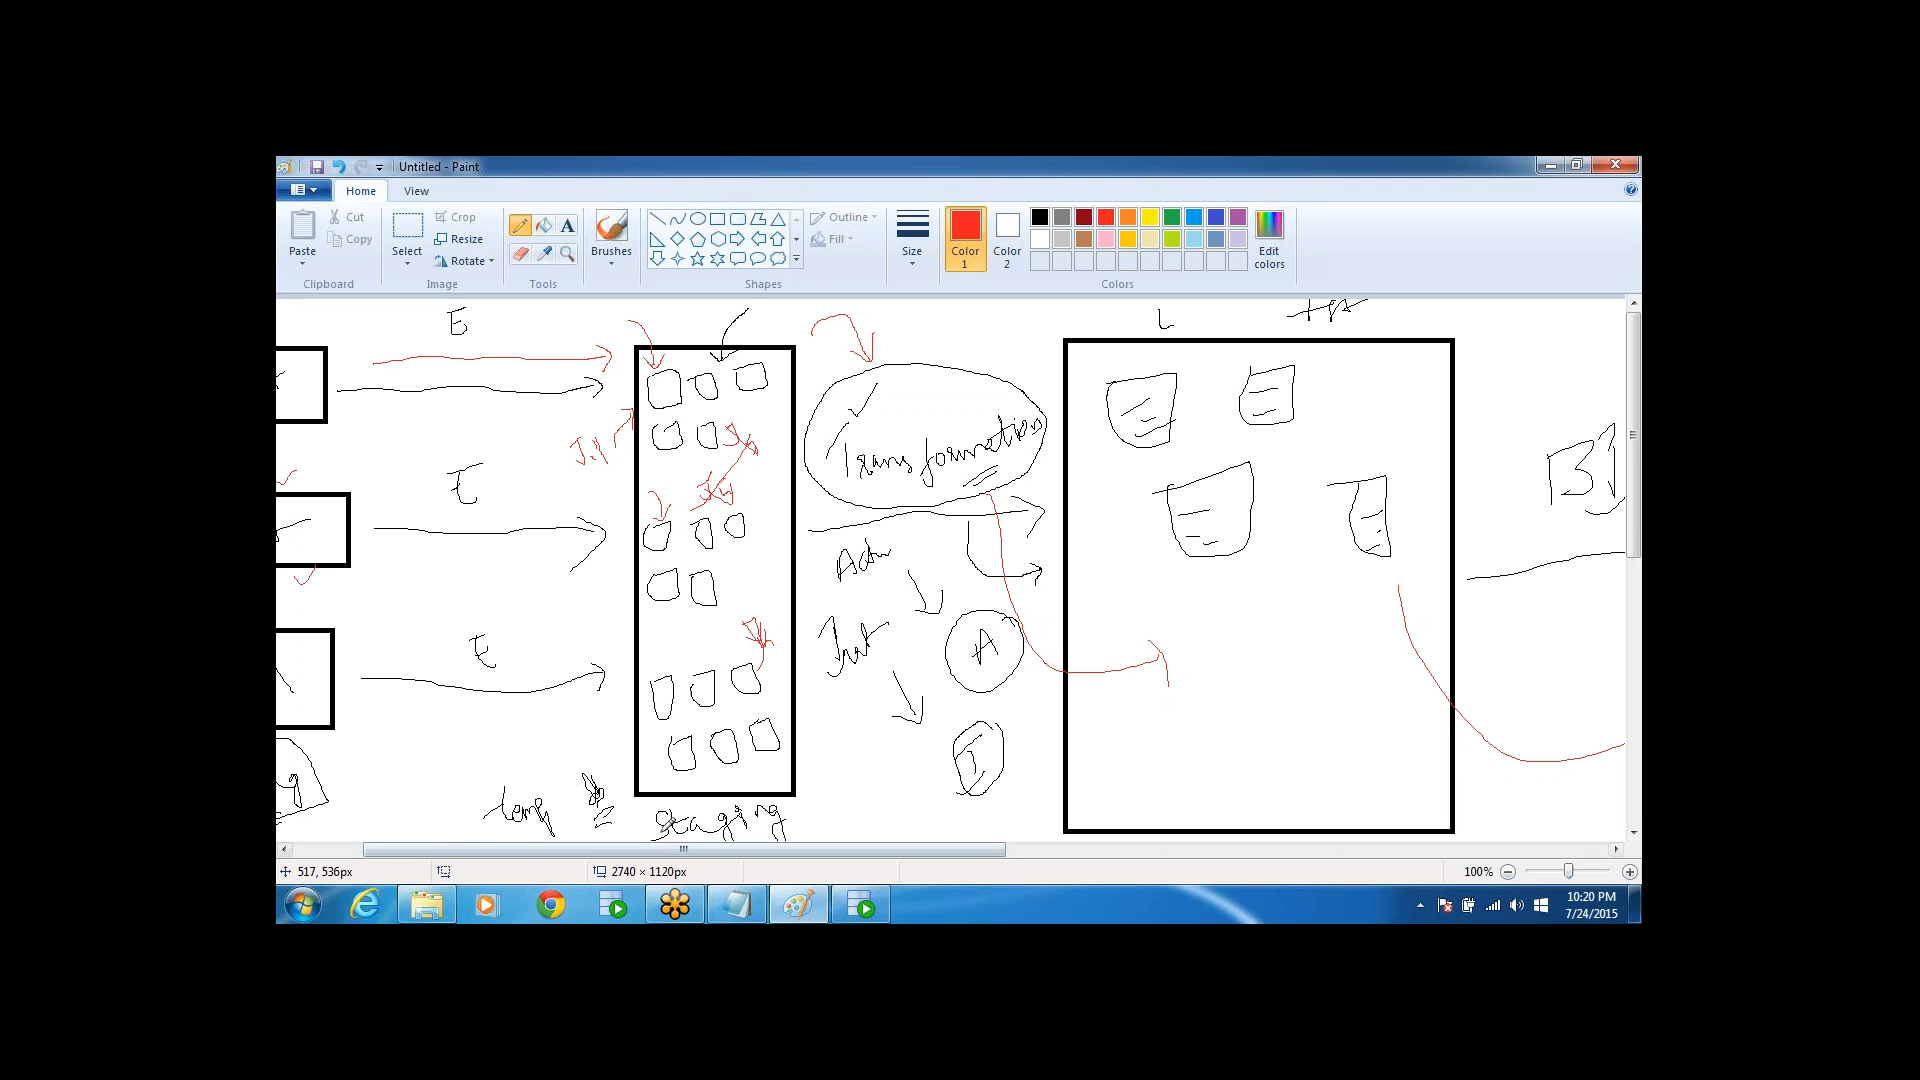 Untitled - Paint
Home View
Cut
Copy
Paste
Clipboard
Crop
Resize
Rotate
Select
Image
Tools
Brushes
Outline
Fill
Shapes
Size
Color 1
Color 2
Edit colors
Colors
E
L
E
Transformation
BI
E
A
I
temp db
staging
517, 536px
2740 × 1120px
100%
10:20 PM
7/24/2015